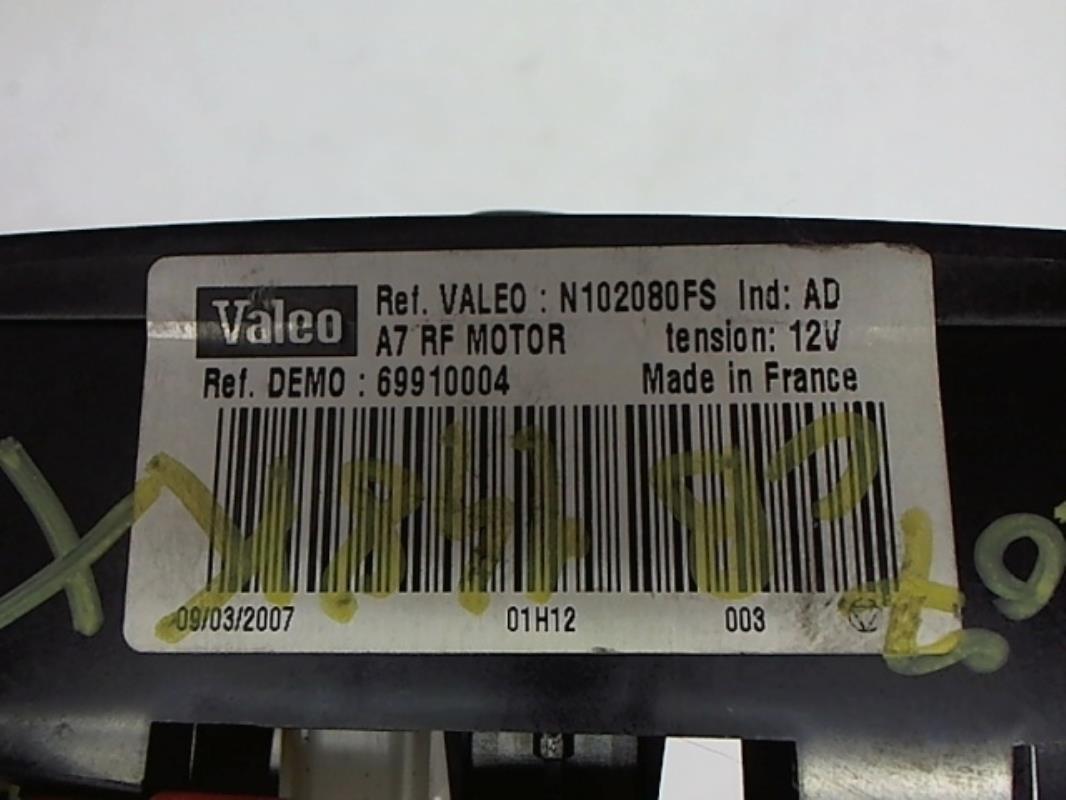 Valeo
Ref. VALEO : N102080FS Ind: AD
A7 RF MOTOR tension: 12V
Ref. DEMO : 69910004 Made in France
09/03/2007 01H12 003